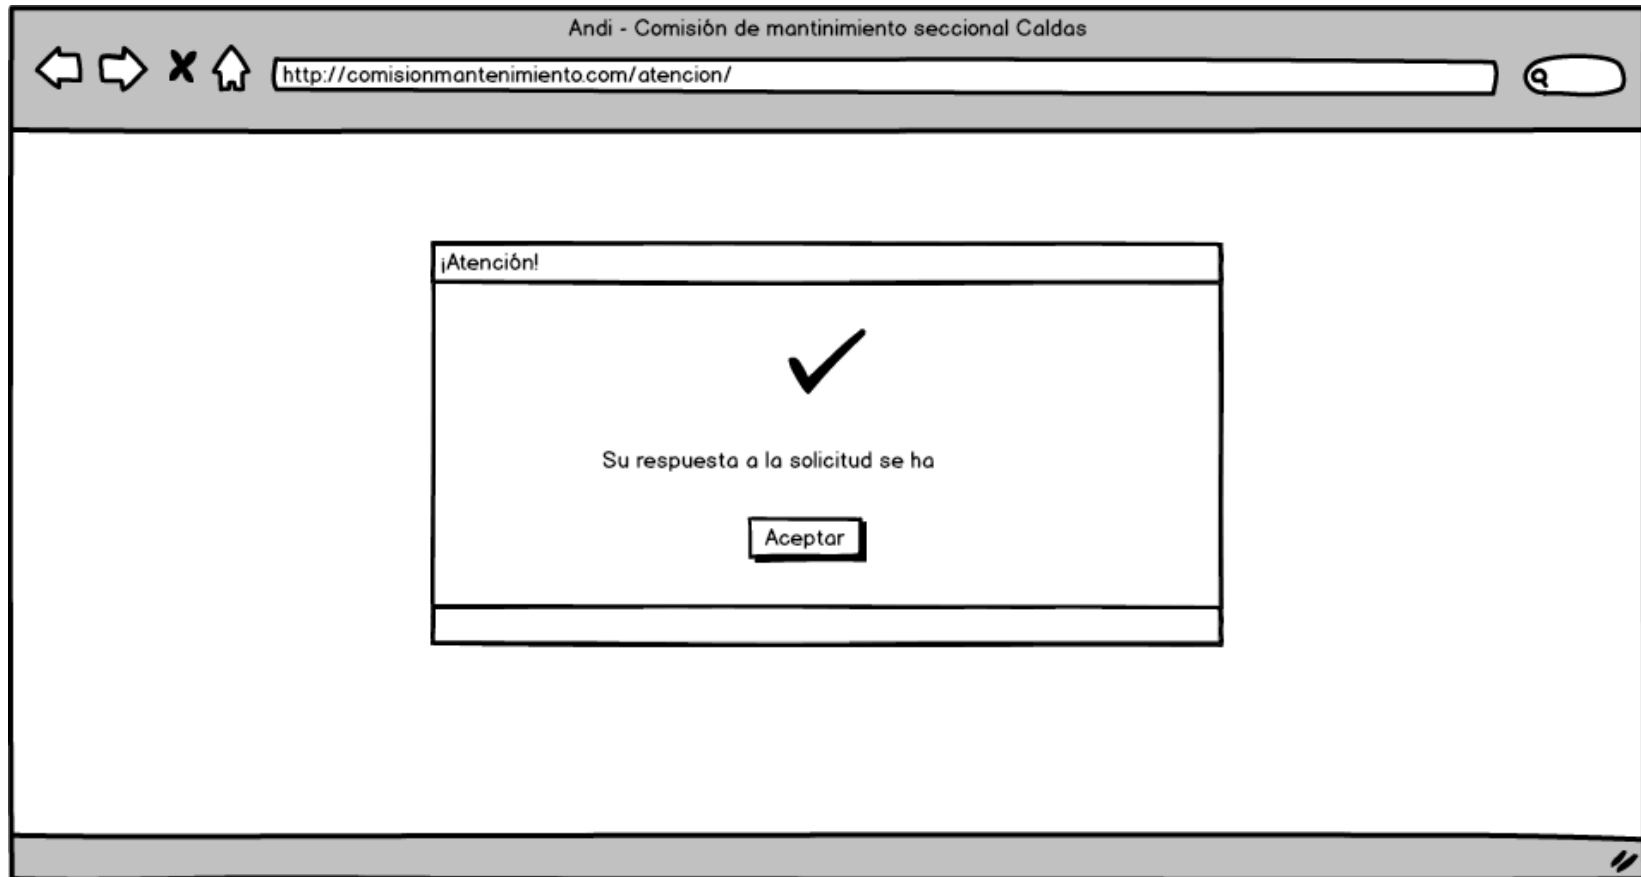 Andi - Comisión de mantinimiento seccional Caldas
http://comisionmantenimiento.com/atencion/
¡Atención!
Su respuesta a la solicitud se ha
Aceptar